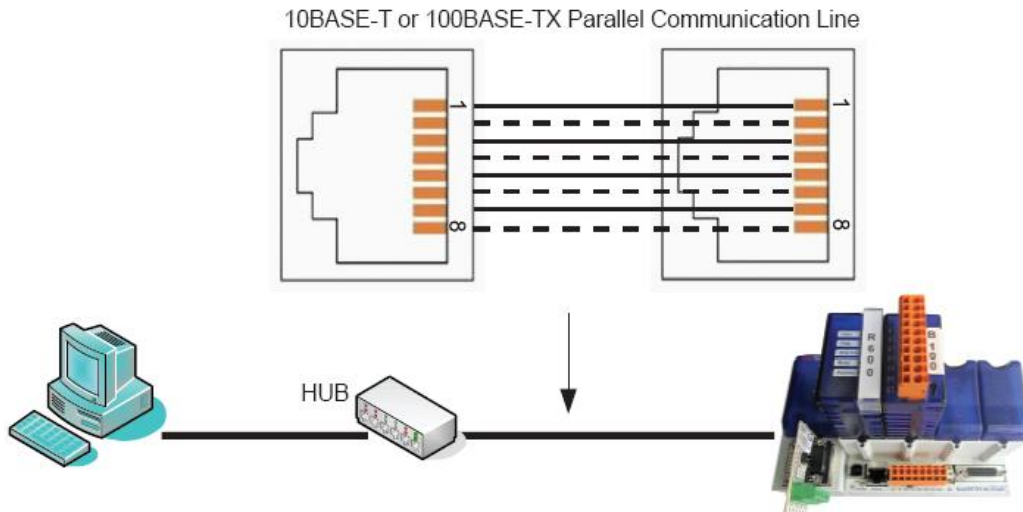 10BASE-T or 100BASE-TX Parallel Communication Line
1
1
8
8
HUB
R600
B100